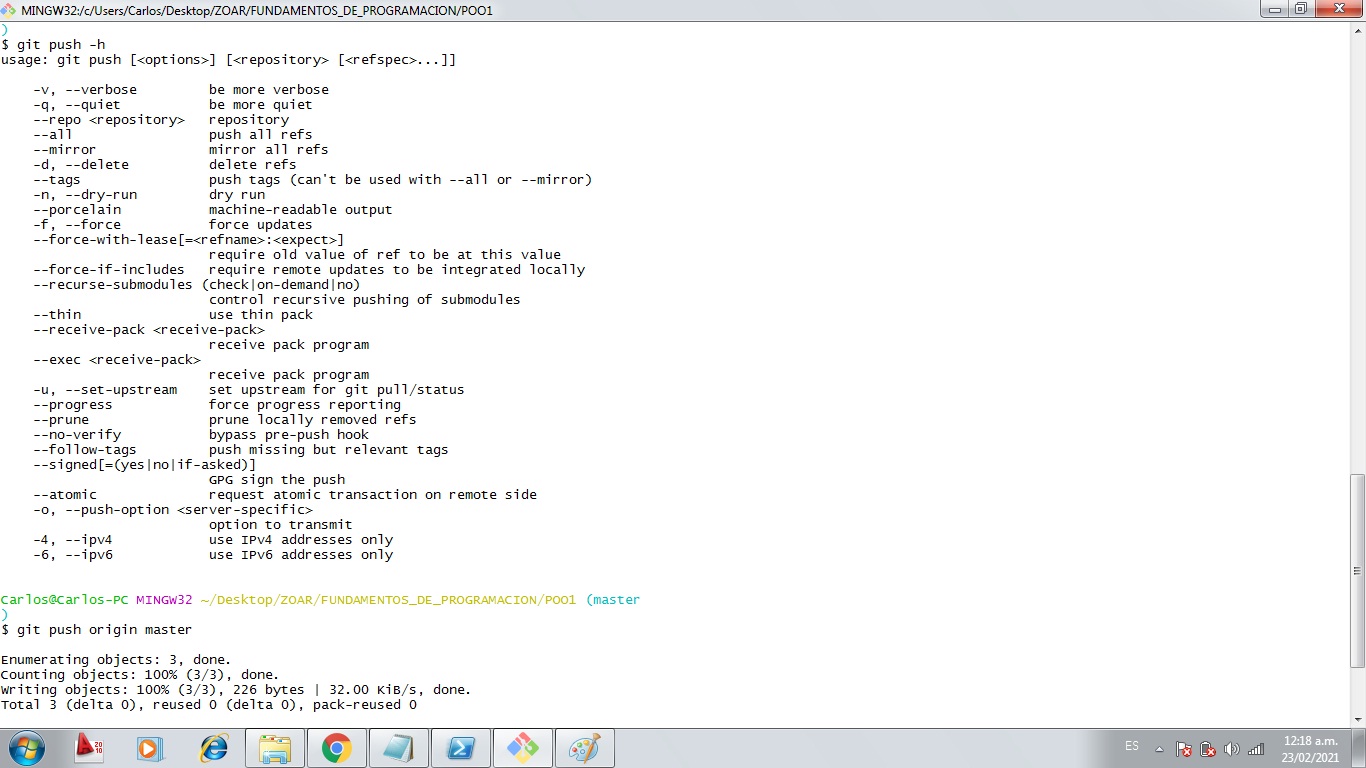 MINGW32:/c/Users/Carlos/Desktop/ZOAR/FUNDAMENTOS_DE_PROGRAMACION/POO1
)
$ git push -h
usage: git push [<options>] [<repository> [<refspec>...]]
-v, --verbose be more verbose
-q, --quiet be more quiet
--repo <repository> repository
--all push all refs
--mirror mirror all refs
-d, --delete delete refs
--tags push tags (can't be used with --all or --mirror)
-n, --dry-run dry run
--porcelain machine-readable output
-f, --force force updates
--force-with-lease[=<refname>:<expect>]
require old value of ref to be at this value
--force-if-includes require remote updates to be integrated locally
--recurse-submodules (check|on-demand|no)
control recursive pushing of submodules
--thin use thin pack
--receive-pack <receive-pack>
receive pack program
--exec <receive-pack>
receive pack program
-u, --set-upstream set upstream for git pull/status
--progress force progress reporting
--prune prune locally removed refs
--no-verify bypass pre-push hook
--follow-tags push missing but relevant tags
--signed[=(yes|no|if-asked)]
GPG sign the push
--atomic request atomic transaction on remote side
-o, --push-option <server-specific>
option to transmit
-4, --ipv4 use IPv4 addresses only
-6, --ipv6 use IPv6 addresses only
Carlos@Carlos-PC MINGW32 ~/Desktop/ZOAR/FUNDAMENTOS_DE_PROGRAMACION/POO1 (master
)
$ git push origin master
Enumerating objects: 3, done.
Counting objects: 100% (3/3), done.
Writing objects: 100% (3/3), 226 bytes | 32.00 KiB/s, done.
Total 3 (delta 0), reused 0 (delta 0), pack-reused 0
ES
12:18 a.m.
23/02/2021